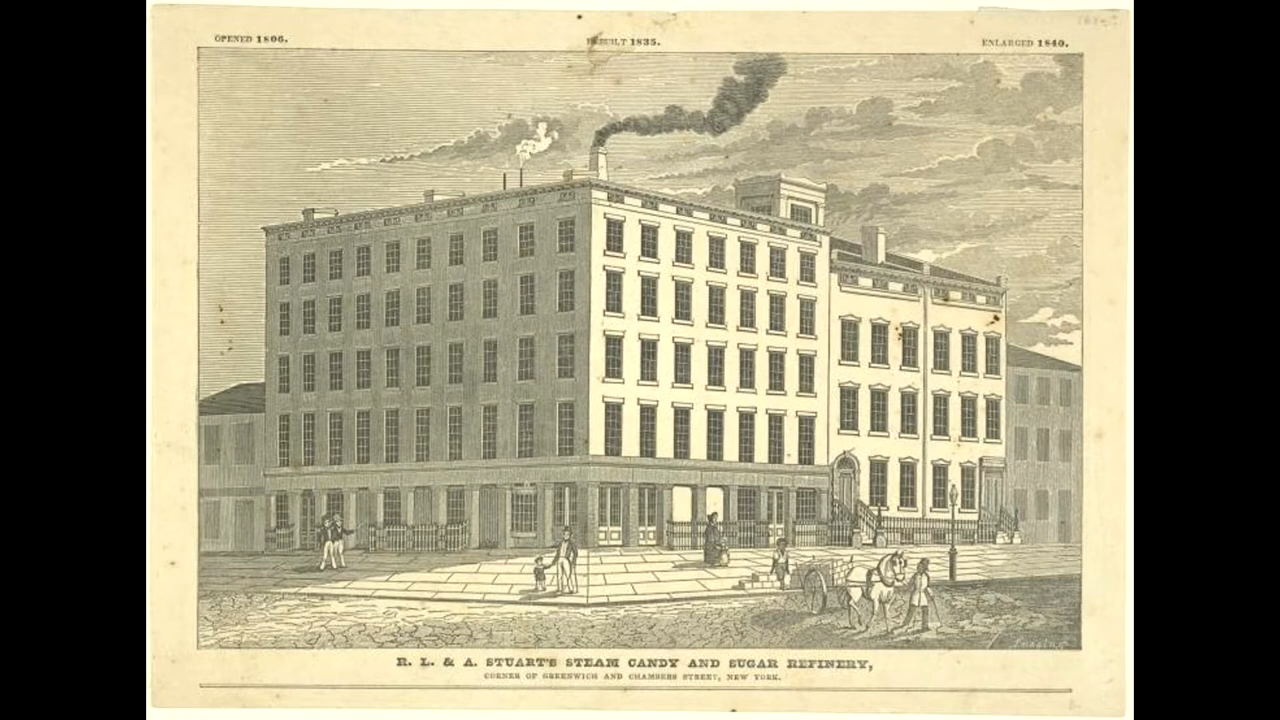 OPENED 1806.
REBUILT 1835.
ENLARGED 1840.
R. L. & A. STUART'S STEAM CANDY AND SUGAR REFINERY,
CORNER OF GREENWICH AND CHAMBERS STREET, NEW YORK.